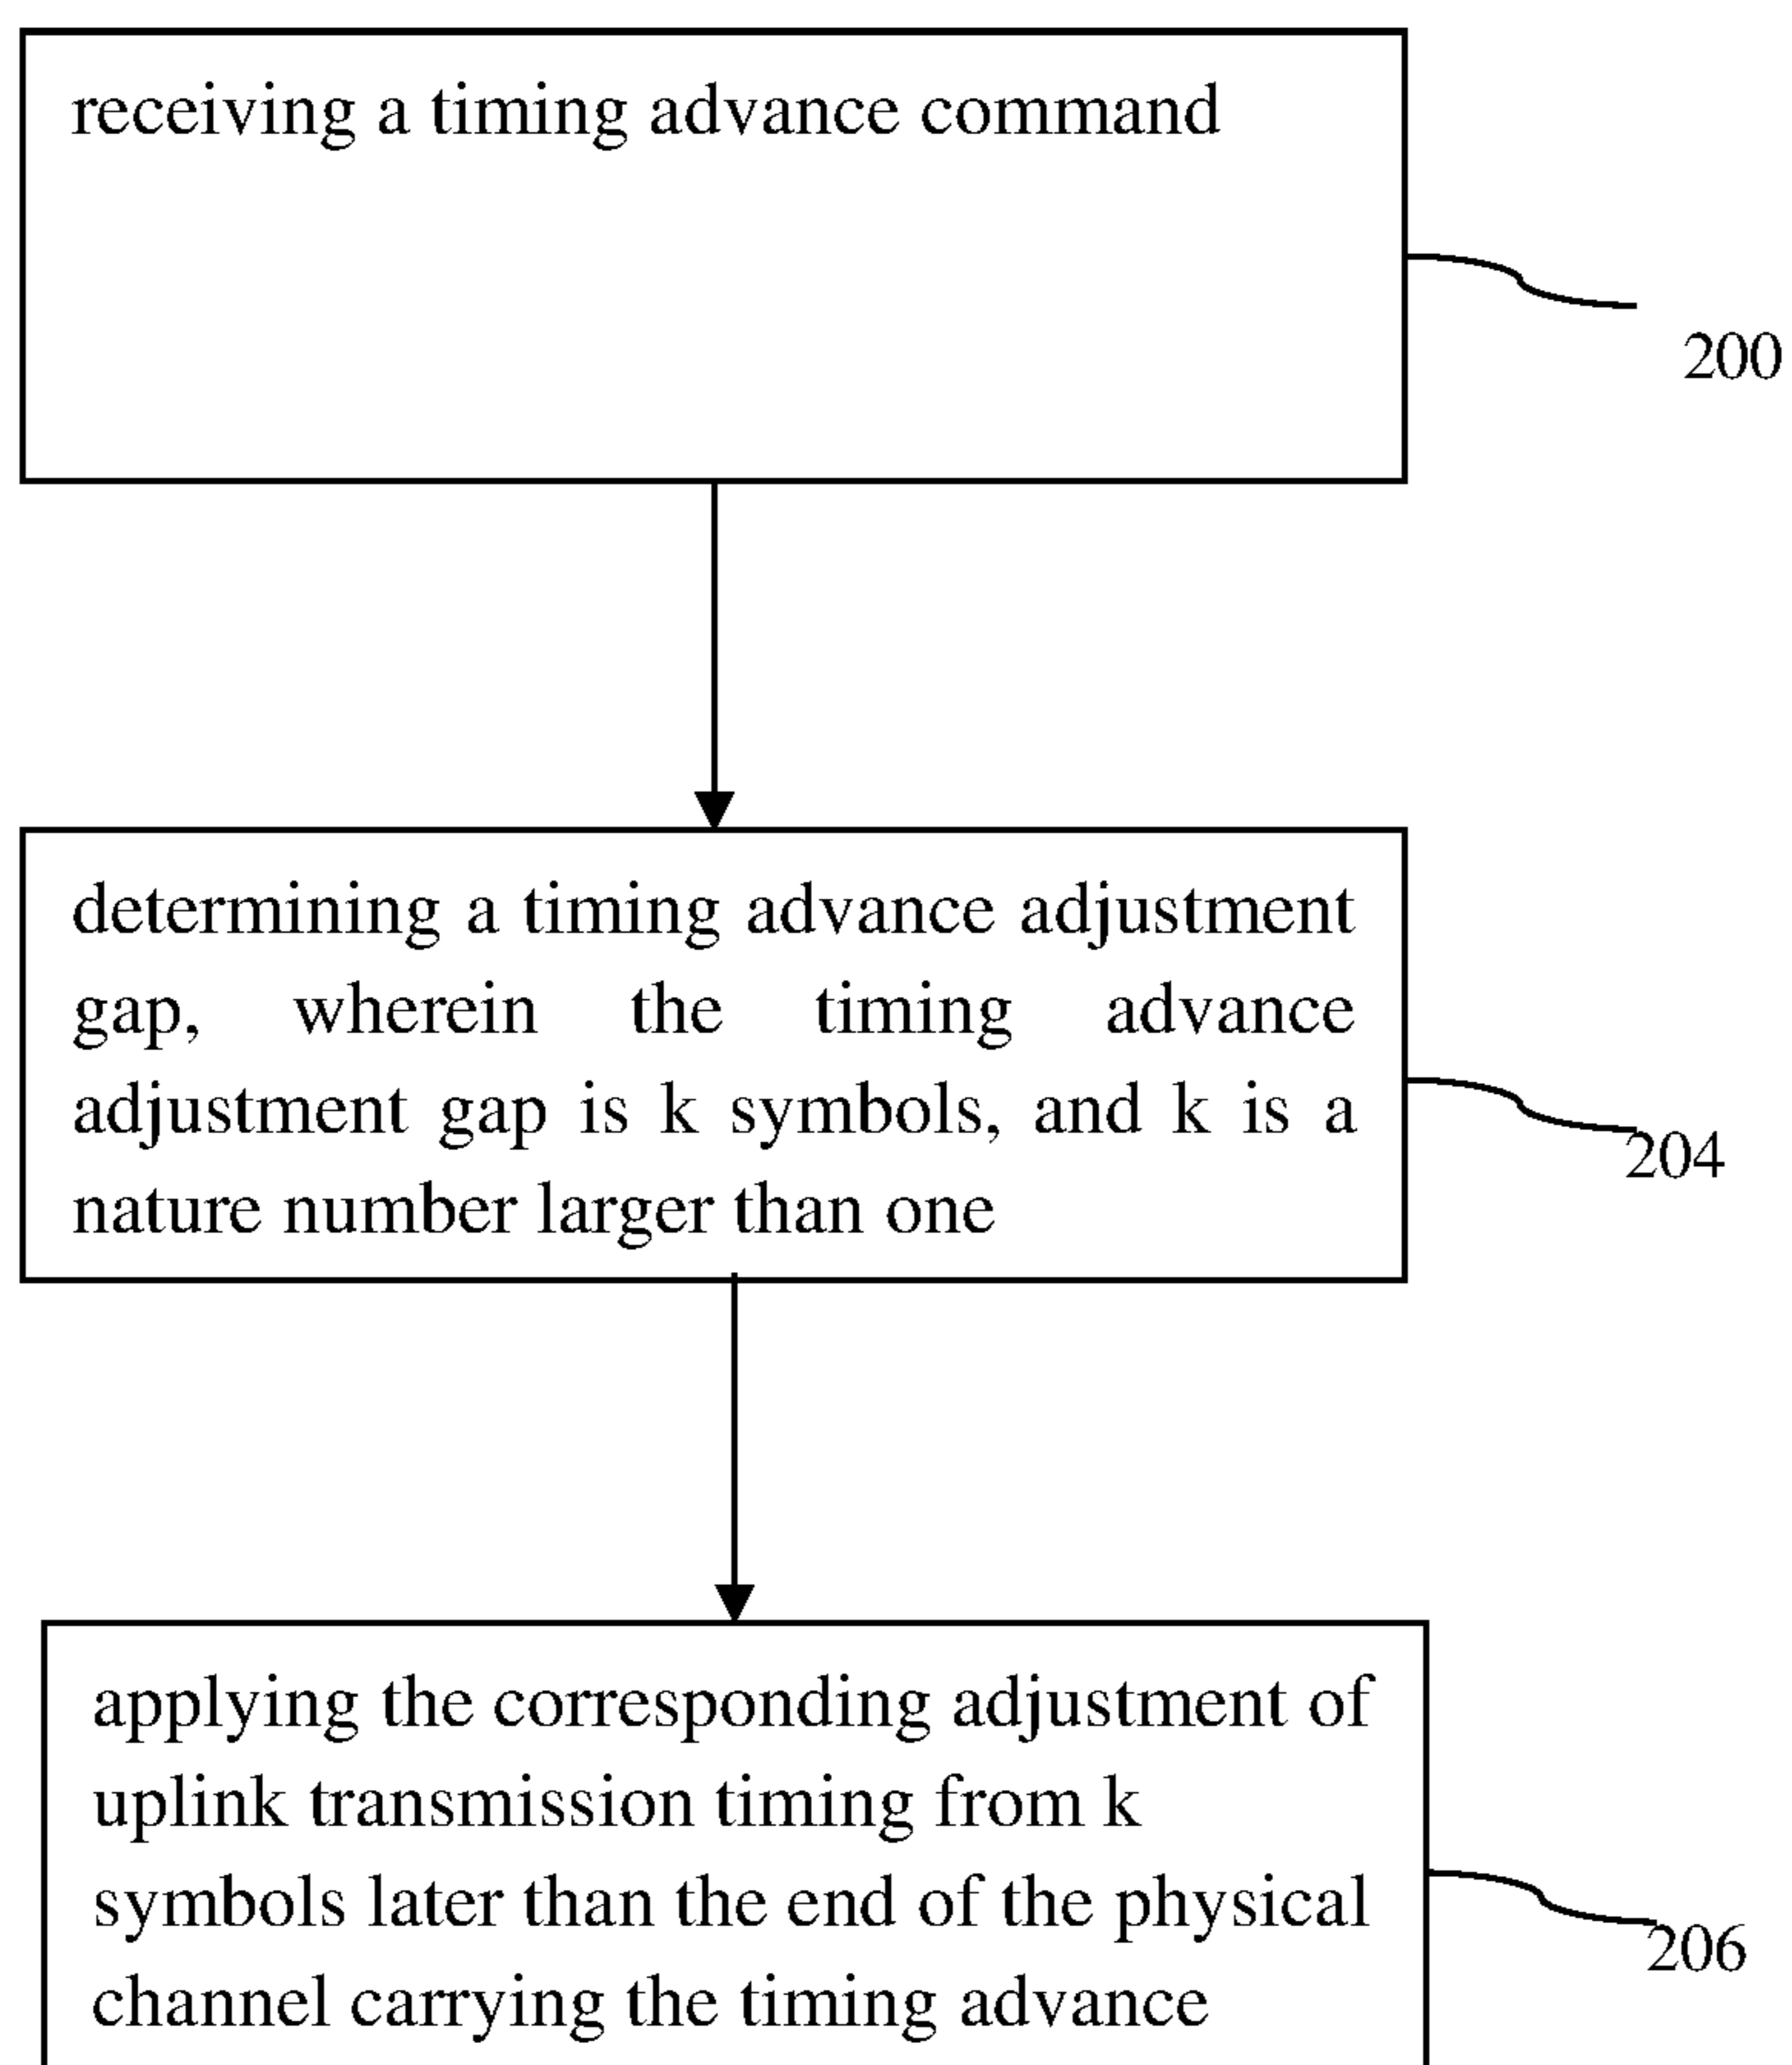 receiving a timing advance command
200
determining a timing advance adjustment
gap, wherein the timing advance
adjustment gap is k symbols, and k is a
nature number larger than one
204
applying the corresponding adjustment of
uplink transmission timing from k
symbols later than the end of the physical
channel carrying the timing advance
206